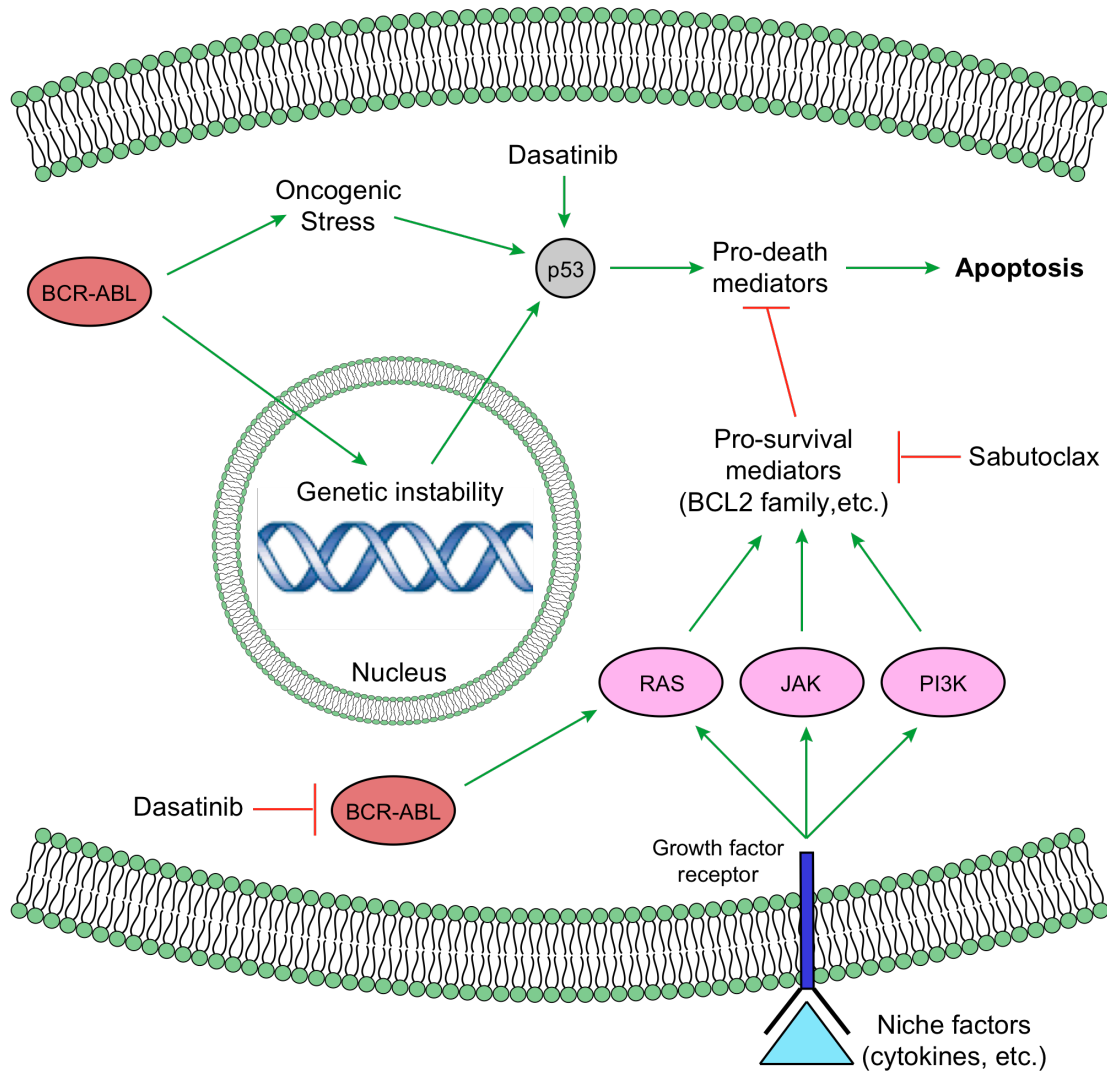 Dasatinib
Oncogenic
Stress
p53
Pro-death
mediators
Apoptosis
BCR-ABL
Pro-survival
mediators
(BCL2 family,etc.)
Sabutoclax
Genetic instability
Nucleus
RAS
JAK
PI3K
Dasatinib
BCR-ABL
Growth factor
receptor
Niche factors
(cytokines, etc.)